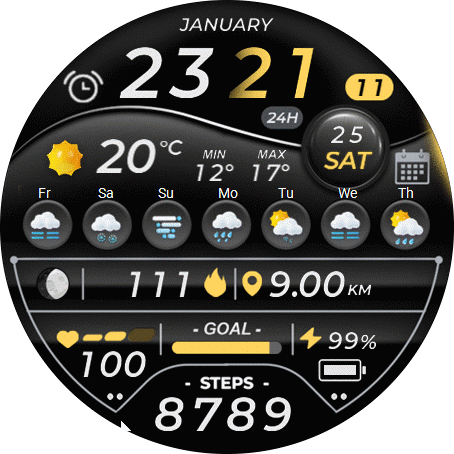 JANUARY
23 21 11
24H
25
SAT
20°C
MIN MAX
12° 17°
Fr Sa Su Mo Tu We Th
111 9.00 KM
- GOAL -
99%
100
- STEPS -
8789